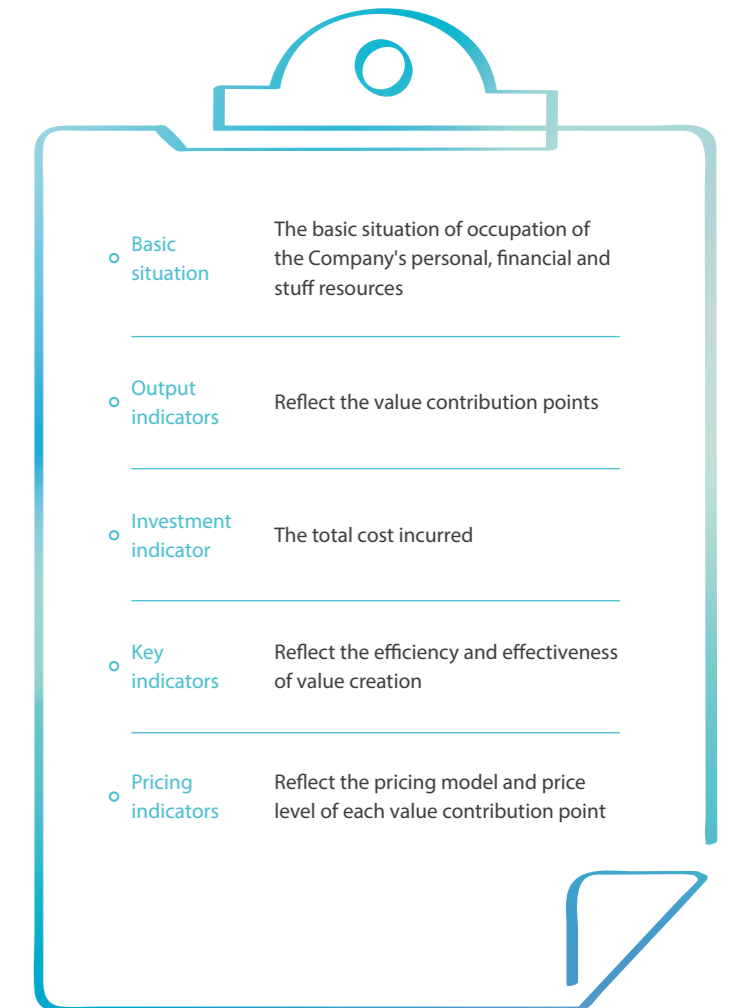 Basic
situation
The basic situation of occupation of
the Company's personal, financial and
stuff resources
Output
indicators
Reflect the value contribution points
Investment
indicator
The total cost incurred
Key
indicators
Reflect the efficiency and effectiveness
of value creation
Pricing
indicators
Reflect the pricing model and price
level of each value contribution point